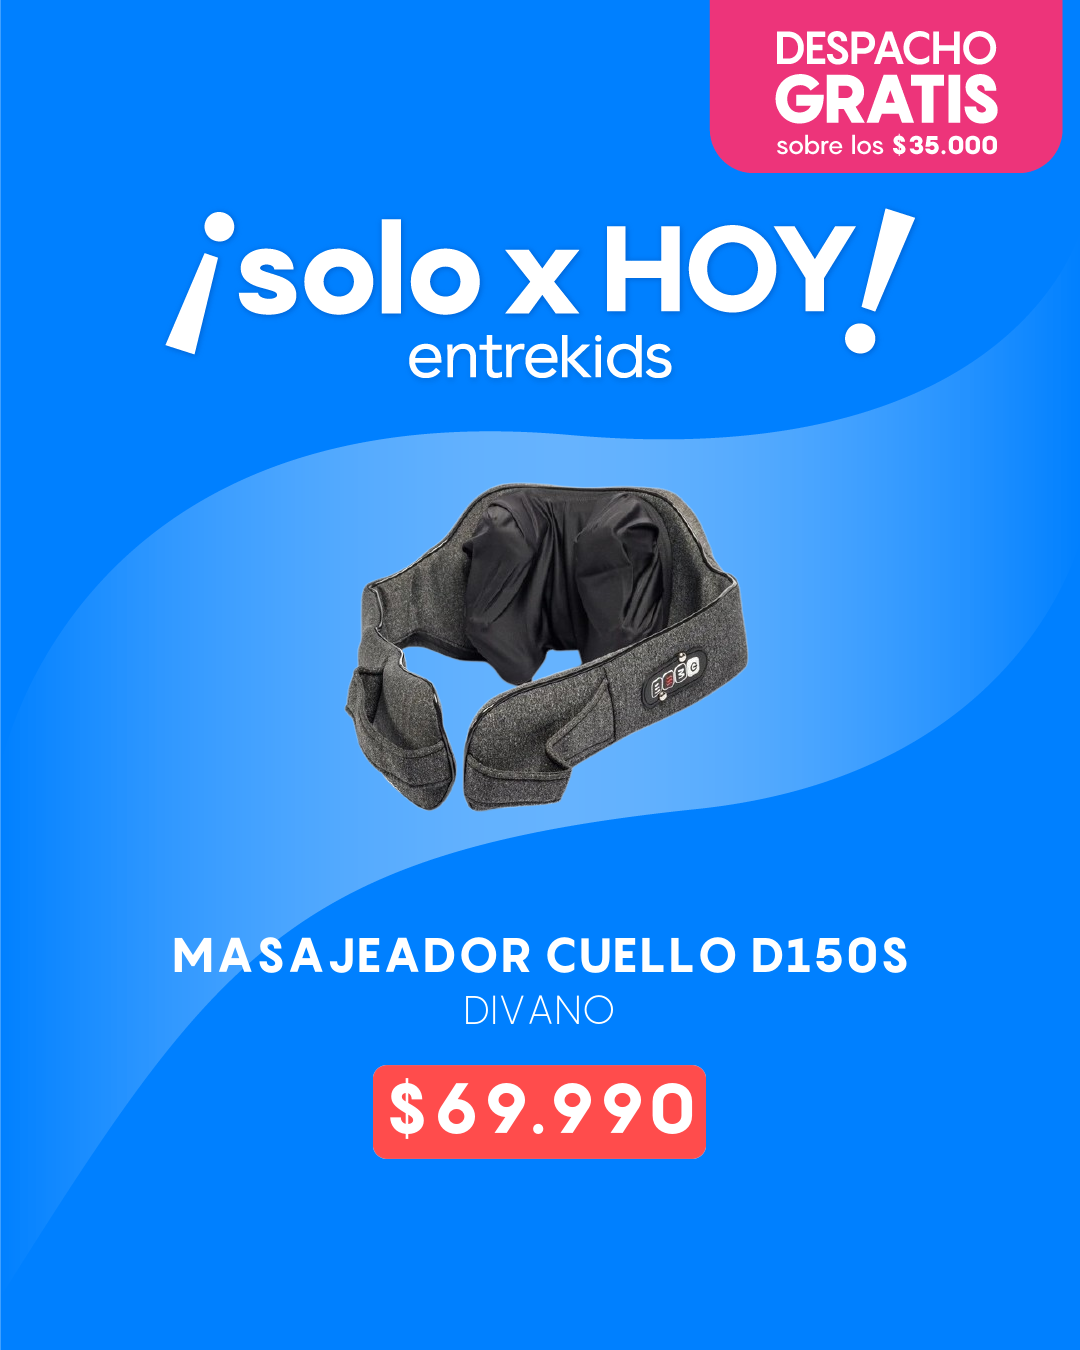 DESPACHO
GRATIS
sobre los $35.000
¡solo x HOY!
entrekids
MASAJEADOR CUELLO D150S
DIVANO
$69.990